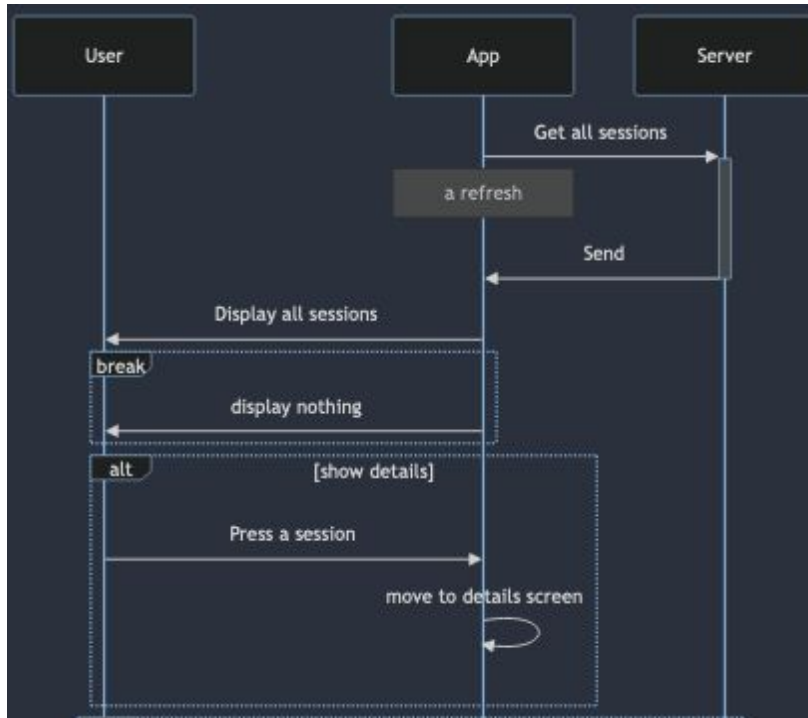 User
App
Server
Get all sessions
a refresh
Send
Display all sessions
break
display nothing
alt
[show details]
Press a session
move to details screen